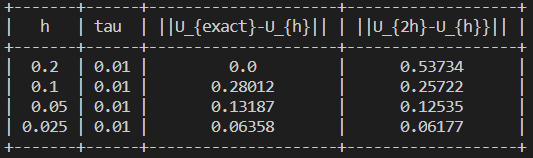 +-------+------+-------------------+------------------+
|   h   | tau  | ||U_{exact}-U_{h}|| | ||U_{2h}-U_{h}}|| |
+-------+------+-------------------+------------------+
|  0.2  | 0.01 |        0.0        |     0.53734      |
|  0.1  | 0.01 |      0.28012      |     0.25722      |
|  0.05 | 0.01 |      0.13187      |     0.12535      |
| 0.025 | 0.01 |      0.06358      |     0.06177      |
+-------+------+-------------------+------------------+